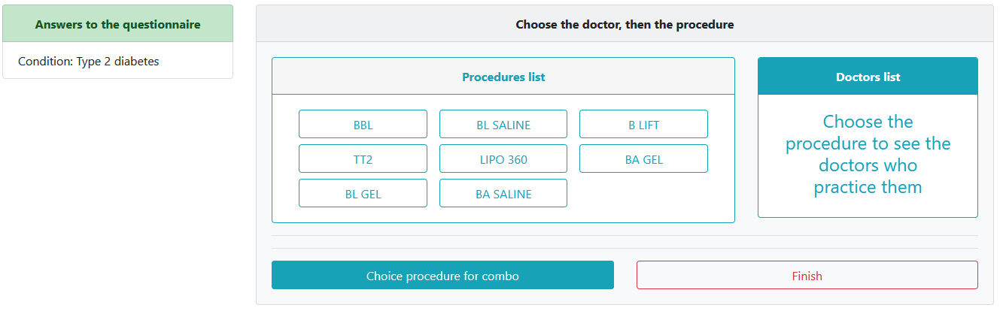 Answers to the questionnaire
Condition: Type 2 diabetes
Choose the doctor, then the procedure
Procedures list
BBL
BL SALINE
B LIFT
TT2
LIPO 360
BA GEL
BL GEL
BA SALINE
Doctors list
Choose the
procedure to see the
doctors who
practice them
Choice procedure for combo
Finish